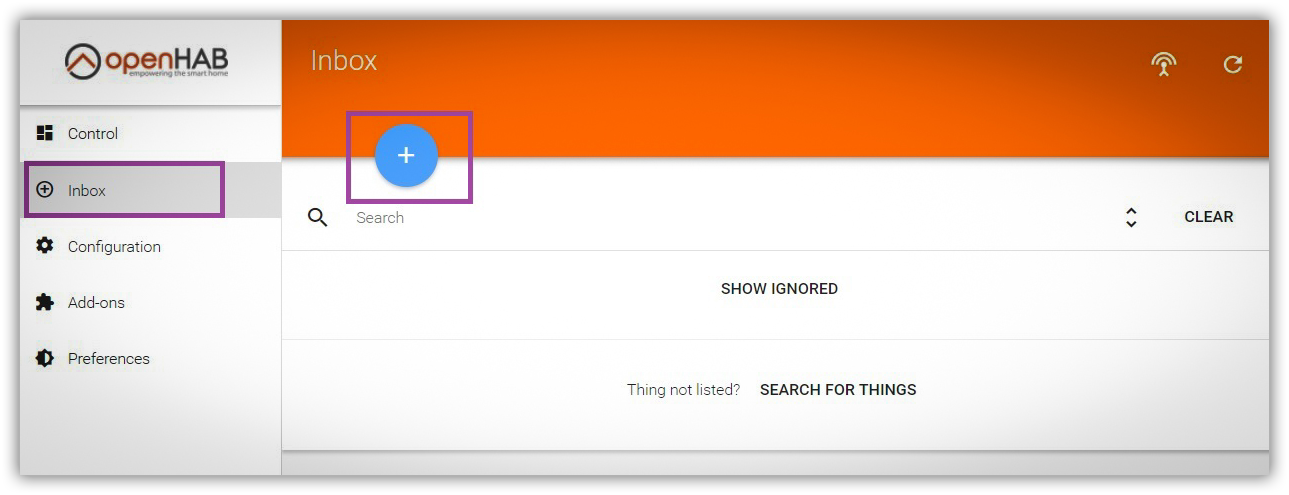 openHAB
empowering the smart home
Inbox
Control
Inbox
Configuration
Add-ons
Preferences
+
Search
CLEAR
SHOW IGNORED
Thing not listed? SEARCH FOR THINGS